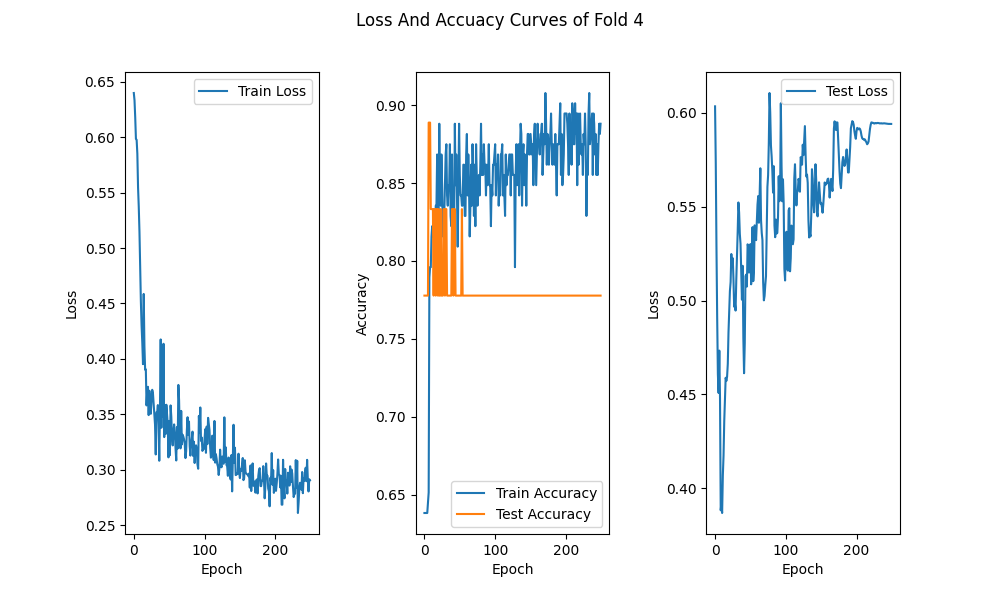 Loss And Accuacy Curves of Fold 4
Train Loss
0.65
0.60
0.55
0.50
0.45
0.40
0.35
0.30
0.25
Loss
0
100
200
Epoch
0.90
0.85
0.80
0.75
0.70
0.65
Accuracy
Train Accuracy
Test Accuracy
0
100
200
Epoch
Test Loss
0.60
0.55
0.50
0.45
0.40
Loss
0
100
200
Epoch